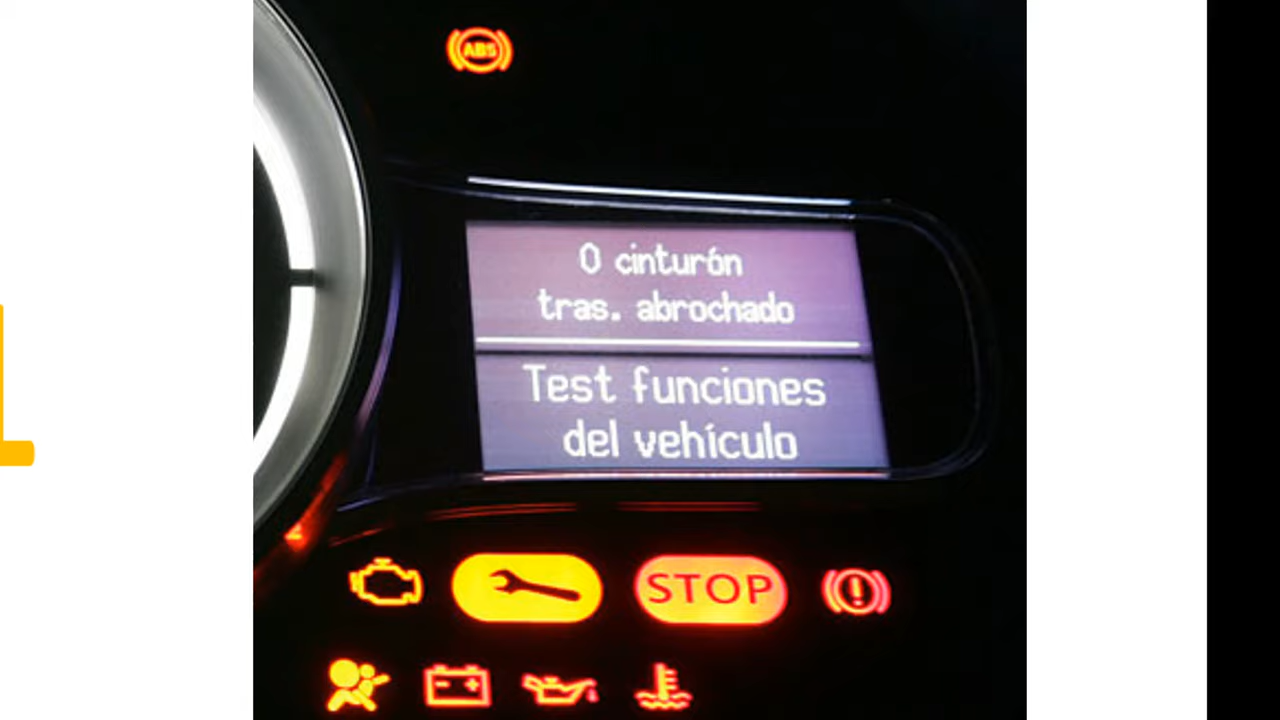 ABS
0 cinturón
tras. abrochado
Test funciones
del vehículo
STOP